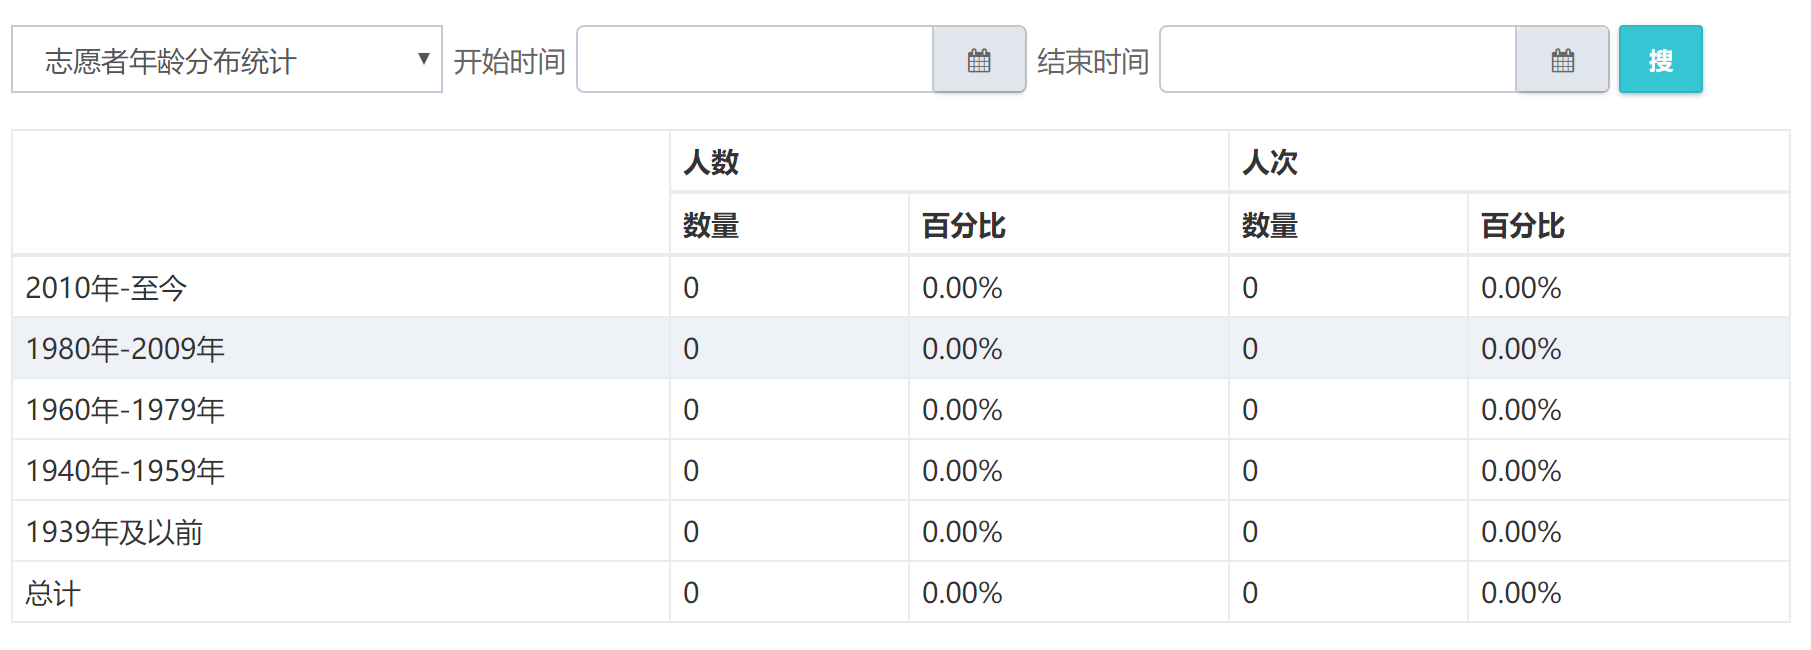 志愿者年龄分布统计 开始时间 结束时间 搜
人数 人次
数量 百分比 数量 百分比
2010年-至今 0 0.00% 0 0.00%
1980年-2009年 0 0.00% 0 0.00%
1960年-1979年 0 0.00% 0 0.00%
1940年-1959年 0 0.00% 0 0.00%
1939年及以前 0 0.00% 0 0.00%
总计 0 0.00% 0 0.00%